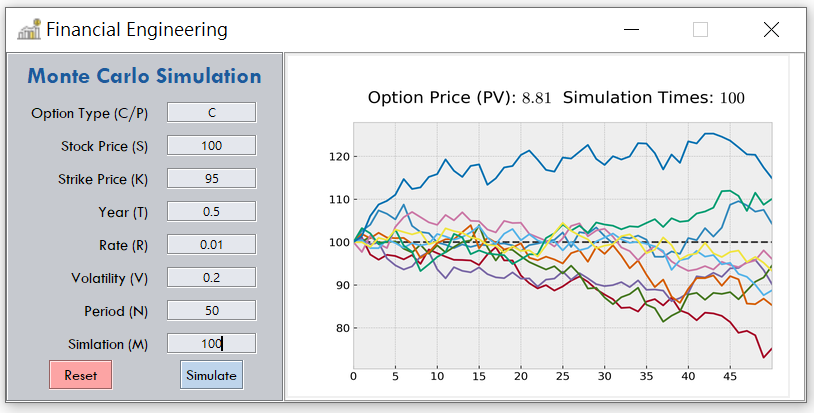 Financial Engineering
Monte Carlo Simulation
Option Type (C/P) C
Stock Price (S) 100
Strike Price (K) 95
Year (T) 0.5
Rate (R) 0.01
Volatility (V) 0.2
Period (N) 50
Simlation (M) 100
Reset Simulate
Option Price (PV): 8.81 Simulation Times: 100
120
110
100
90
80
0 5 10 15 20 25 30 35 40 45